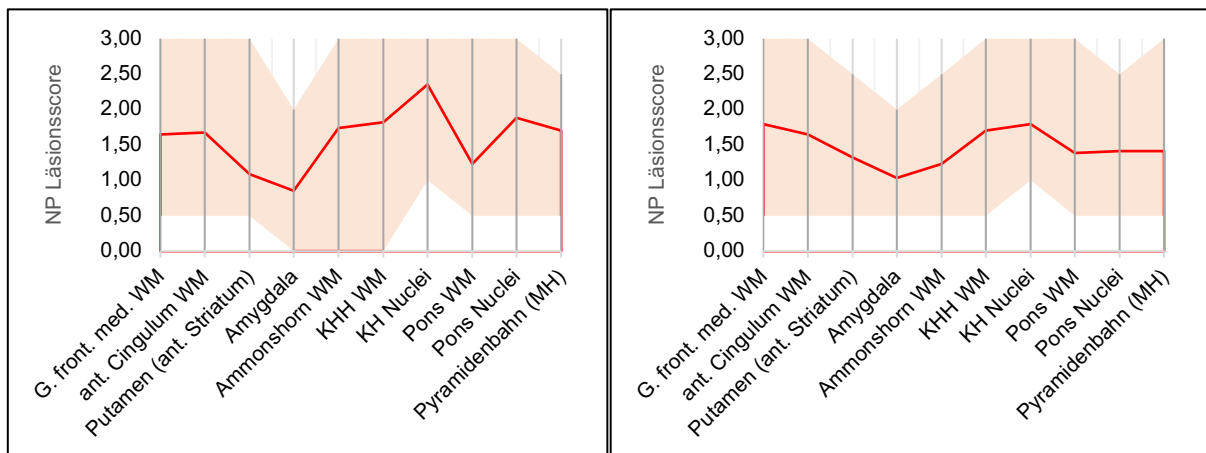 NP Läsionsscore
3,00
2,50
2,00
1,50
1,00
0,50
0,00
G. front. med. WM
ant. Cingulum WM
Putamen (ant. Striatum)
Amygdala
Ammonshorn WM
KHH WM
KH Nuclei
Pons WM
Pons Nuclei
Pyramidenbahn (MH)
NP Läsionsscore
3,00
2,50
2,00
1,50
1,00
0,50
0,00
G. front. med. WM
ant. Cingulum WM
Putamen (ant. Striatum)
Amygdala
Ammonshorn WM
KHH WM
KH Nuclei
Pons WM
Pons Nuclei
Pyramidenbahn (MH)